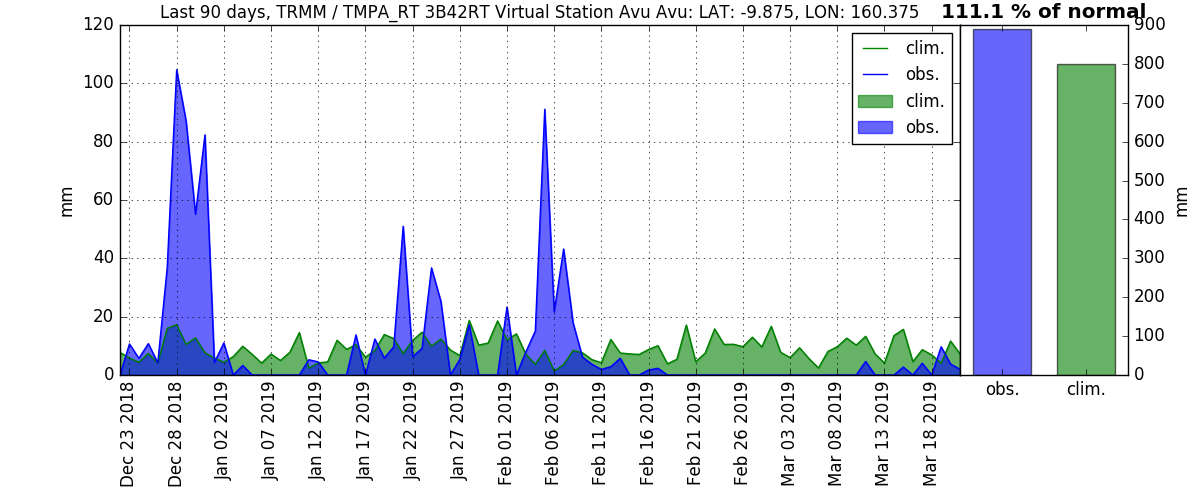 Last 90 days, TRMM / TMPA_RT 3B42RT Virtual Station Avu Avu: LAT: -9.875, LON: 160.375
111.1 % of normal
120
100
80
60
40
20
0
mm
clim.
obs.
clim.
obs.
900
800
700
600
500
400
300
200
100
0
mm
obs.
clim.
Dec 23 2018
Dec 28 2018
Jan 02 2019
Jan 07 2019
Jan 12 2019
Jan 17 2019
Jan 22 2019
Jan 27 2019
Feb 01 2019
Feb 06 2019
Feb 11 2019
Feb 16 2019
Feb 21 2019
Feb 26 2019
Mar 03 2019
Mar 08 2019
Mar 13 2019
Mar 18 2019